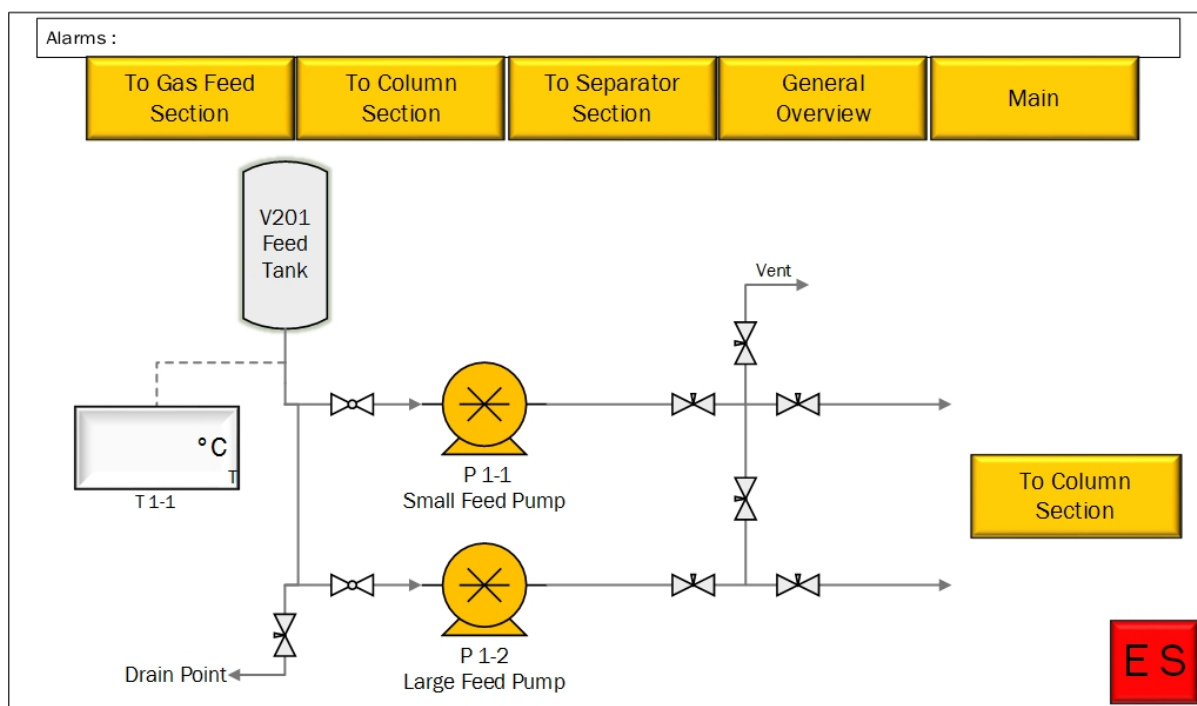 Alarms :
To Gas Feed
Section
To Column
Section
To Separator
Section
General
Overview
Main
V201
Feed
Tank
Vent
°C
T
T 1-1
P 1-1
Small Feed Pump
To Column
Section
P 1-2
Large Feed Pump
Drain Point
E S